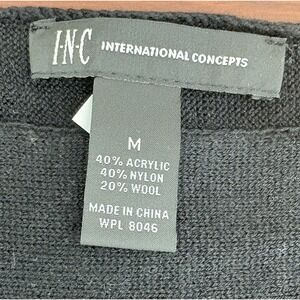 I·N·C INTERNATIONAL CONCEPTS
M
40% ACRYLIC
40% NYLON
20% WOOL
MADE IN CHINA
WPL 8046